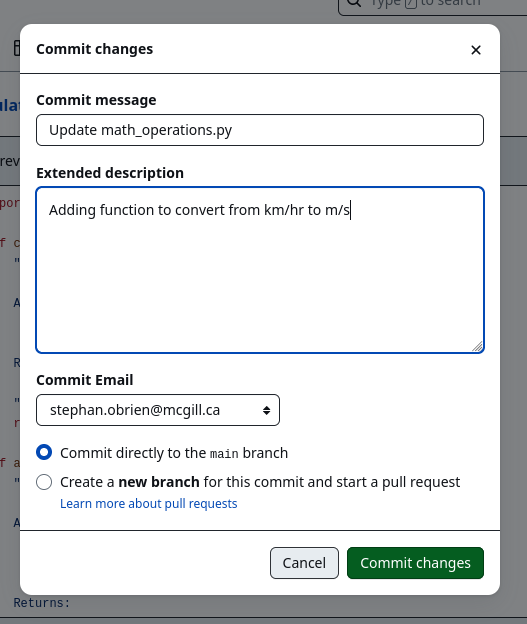 Type / to search
Commit changes
Commit message
Update math_operations.py
Extended description
Adding function to convert from km/hr to m/s
Commit Email
stephan.obrien@mcgill.ca
Commit directly to the main branch
Create a new branch for this commit and start a pull request
Learn more about pull requests
Cancel Commit changes
Returns: